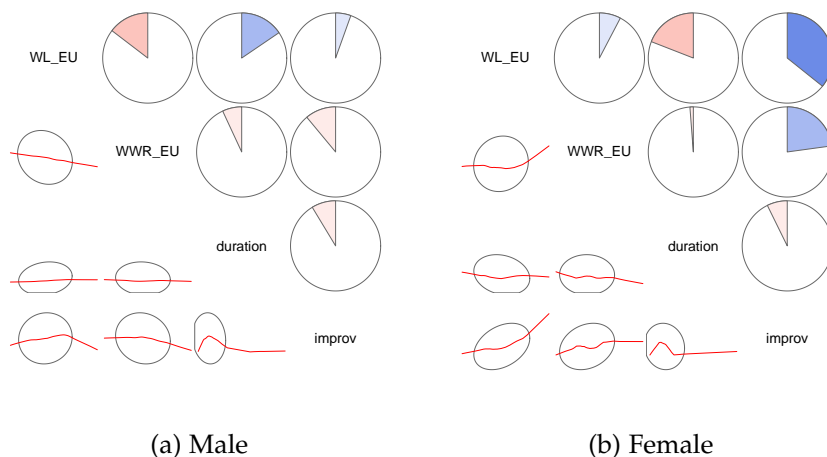 WL_EU
WWR_EU
duration
improv
(a) Male
WL_EU
WWR_EU
duration
improv
(b) Female